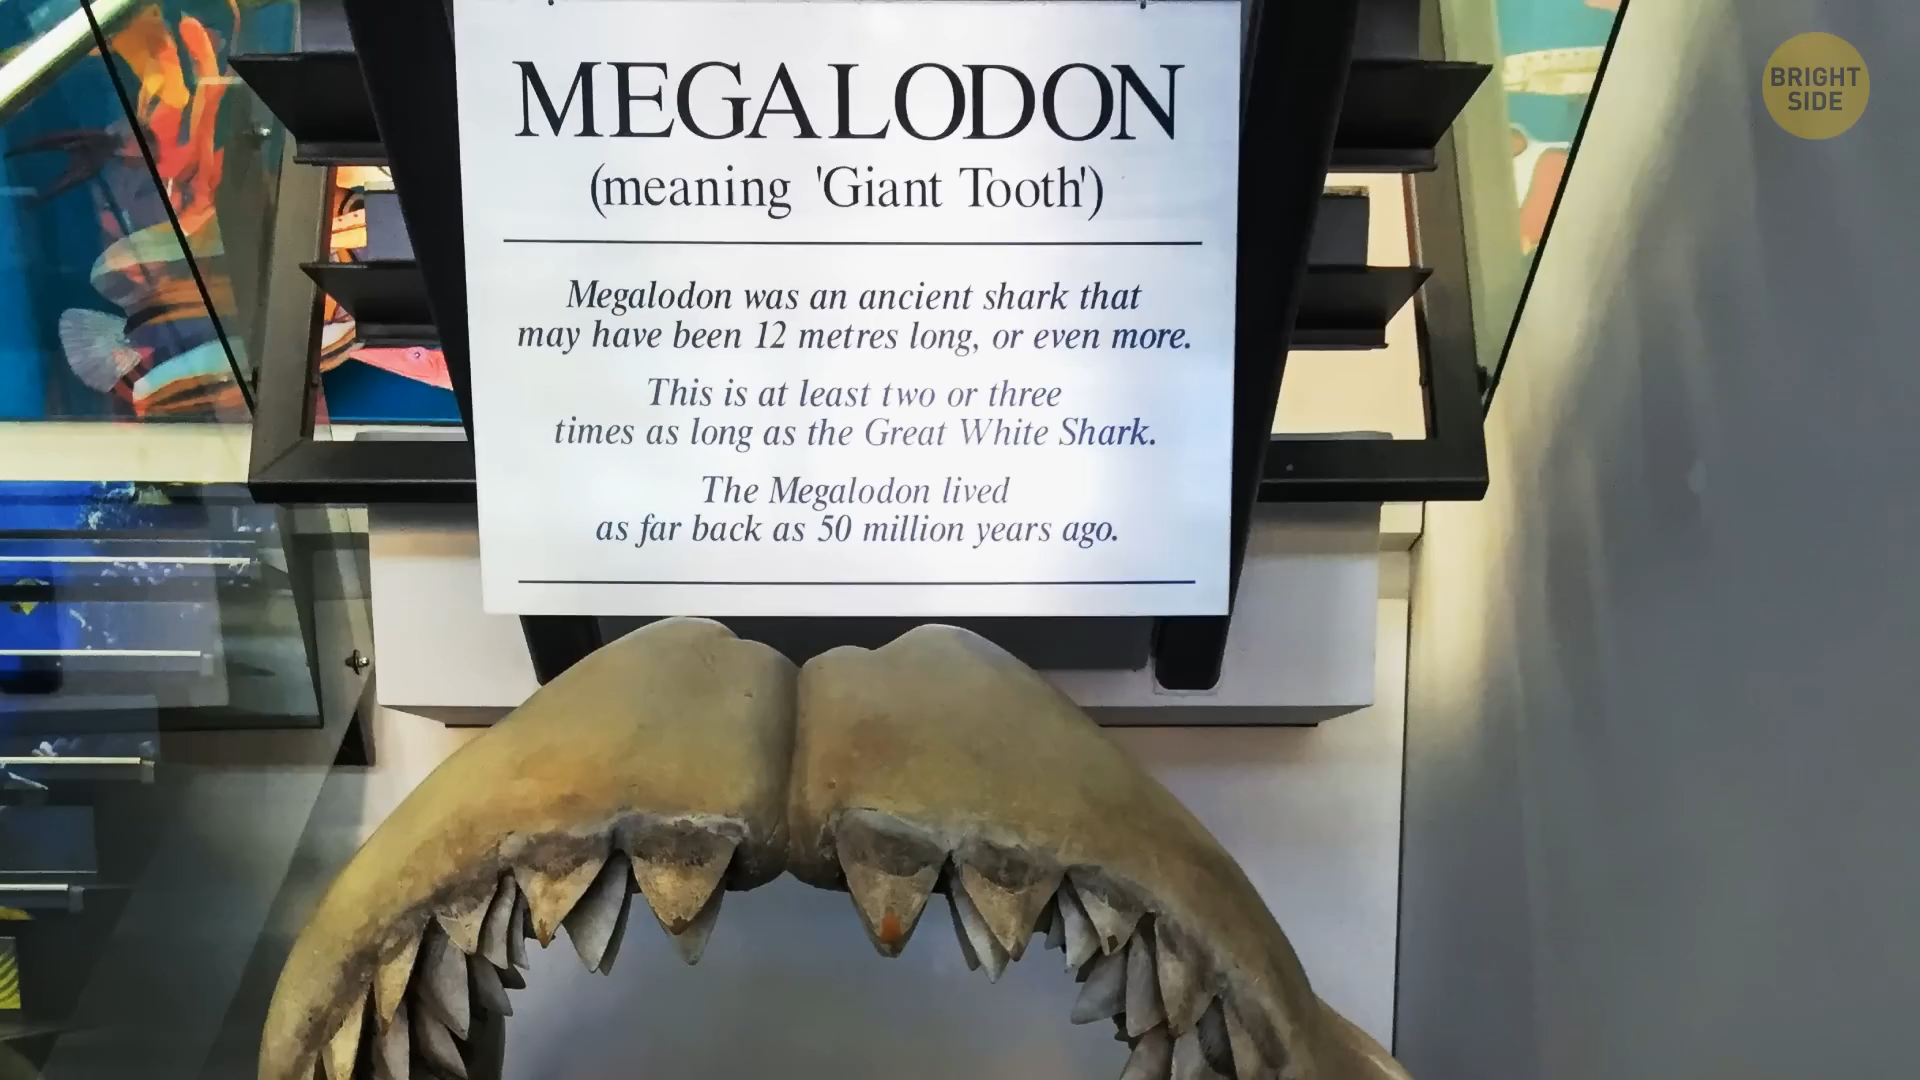 MEGALODON
(meaning 'Giant Tooth')
Megalodon was an ancient shark that
may have been 12 metres long, or even more.
This is at least two or three
times as long as the Great White Shark.
The Megalodon lived
as far back as 50 million years ago.
BRIGHT
SIDE